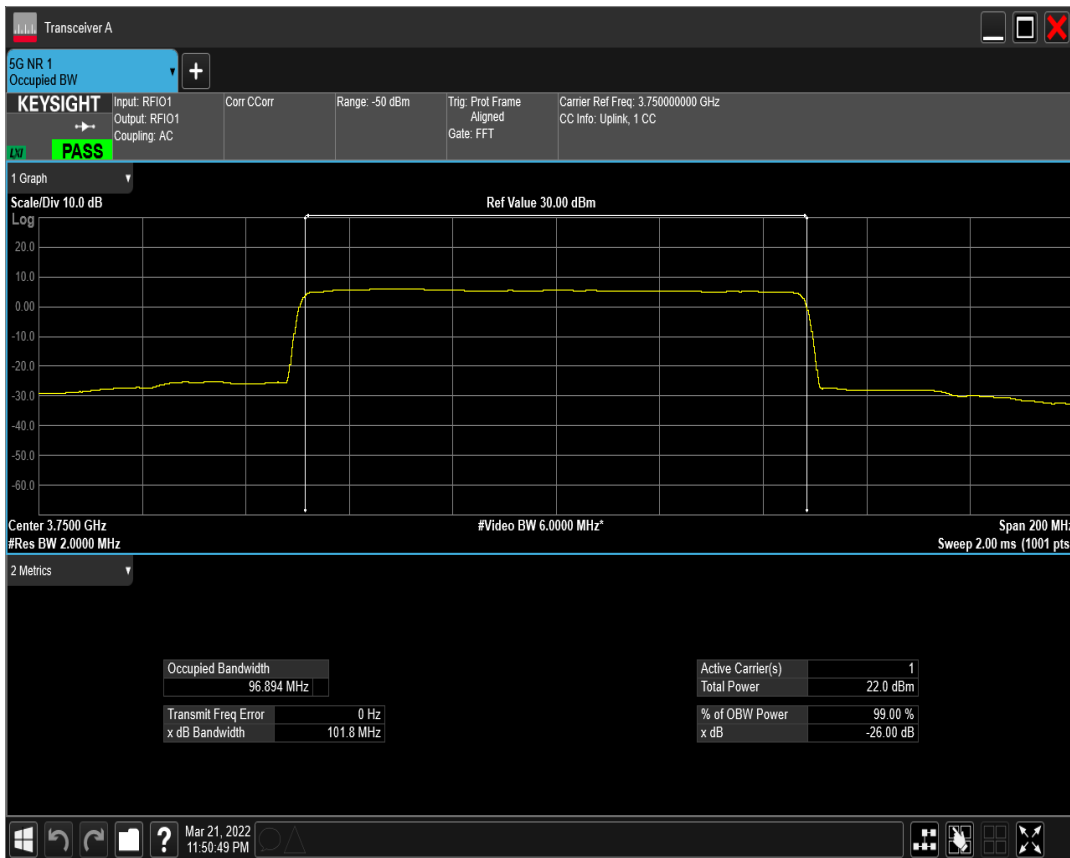 Transceiver A
5G NR 1
Occupied BW
KEYSIGHT
LXI
PASS
Input: RFIO1
Output: RFIO1
Coupling: AC
Corr CCorr
Range: -50 dBm
Trig: Prot Frame
Aligned
Gate: FFT
Carrier Ref Freq: 3.750000000 GHz
CC Info: Uplink, 1 CC
1 Graph
Scale/Div 10.0 dB
Ref Value 30.00 dBm
Log
20.0
10.0
0.00
-10.0
-20.0
-30.0
-40.0
-50.0
-60.0
Center 3.7500 GHz
#Video BW 6.0000 MHz*
Span 200 MHz
#Res BW 2.0000 MHz
Sweep 2.00 ms (1001 pts
2 Metrics
Occupied Bandwidth
96.894 MHz
Transmit Freq Error 0 Hz
x dB Bandwidth 101.8 MHz
Active Carrier(s) 1
Total Power 22.0 dBm
% of OBW Power 99.00 %
x dB -26.00 dB
?
Mar 21, 2022
11:50:49 PM